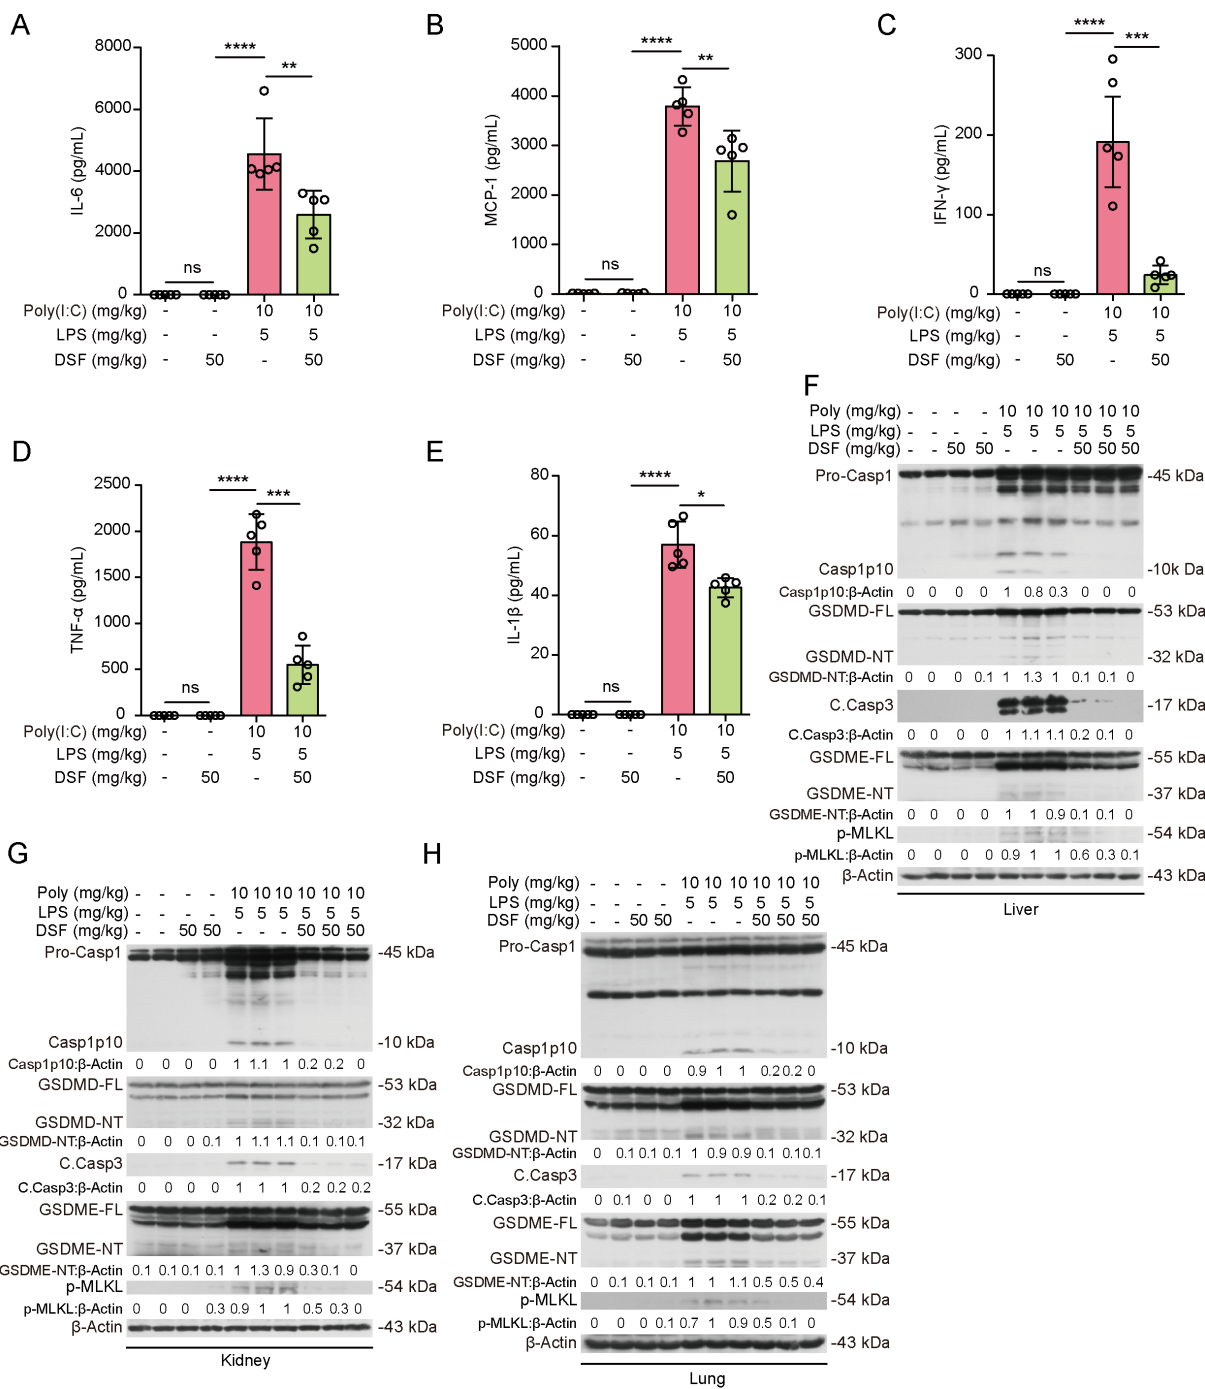 A
8000
6000
4000
2000
0
IL-6 (pg/mL)
****
**
ns
Poly(I:C) (mg/kg) - - 10 10
LPS (mg/kg) - - 5 5
DSF (mg/kg) - 50 - 50
B
5000
4000
3000
2000
1000
0
MCP-1 (pg/mL)
****
**
ns
Poly(I:C) (mg/kg) - - 10 10
LPS (mg/kg) - - 5 5
DSF (mg/kg) - 50 - 50
C
300
200
100
0
IFN-γ (pg/mL)
****
***
ns
Poly(I:C) (mg/kg) - - 10 10
LPS (mg/kg) - - 5 5
DSF (mg/kg) - 50 - 50
D
2500
2000
1500
1000
500
0
TNF-α (pg/mL)
****
***
ns
Poly(I:C) (mg/kg) - - 10 10
LPS (mg/kg) - - 5 5
DSF (mg/kg) - 50 - 50
E
80
60
40
20
0
IL-1β (pg/mL)
****
*
ns
Poly(I:C) (mg/kg) - - 10 10
LPS (mg/kg) - - 5 5
DSF (mg/kg) - 50 - 50
F
Poly (mg/kg) - - - - 10 10 10 10 10 10
LPS (mg/kg) - - - - 5 5 5 5 5 5
DSF (mg/kg) - - 50 50 - - - 50 50 50
Pro-Casp1 -45 kDa
Casp1p10 -10k Da
Casp1p10:β-Actin 0 0 0 0 1 0.8 0.3 0 0 0
GSDMD-FL -53 kDa
GSDMD-NT -32 kDa
GSDMD-NT:β-Actin 0 0 0 0.1 1 1.3 1 0.1 0.1 0
C.Casp3 -17 kDa
C.Casp3:β-Actin 0 0 0 0 1 1.1 1.1 0.2 0.1 0
GSDME-FL -55 kDa
GSDME-NT -37 kDa
GSDME-NT:β-Actin 0 0 0 0 1 1 0.9 0.1 0.1 0
p-MLKL -54 kDa
p-MLKL:β-Actin 0 0 0 0 0.9 1 1 0.6 0.3 0.1
β-Actin -43 kDa
Liver
G
Poly (mg/kg) - - - - 10 10 10 10 10 10
LPS (mg/kg) - - - - 5 5 5 5 5 5
DSF (mg/kg) - - 50 50 - - - 50 50 50
Pro-Casp1 -45 kDa
Casp1p10 -10 kDa
Casp1p10:β-Actin 0 0 0 0 1 1.1 1 0.2 0.2 0
GSDMD-FL -53 kDa
GSDMD-NT -32 kDa
GSDMD-NT:β-Actin 0 0 0 0.1 1 1.1 1.1 0.1 0.1 0.1
C.Casp3 -17 kDa
C.Casp3:β-Actin 0 0 0 0 1 1 1 0.2 0.2 0.2
GSDME-FL -55 kDa
GSDME-NT -37 kDa
GSDME-NT:β-Actin 0.1 0.1 0.1 0.1 1 1.3 0.9 0.3 0.1 0
p-MLKL -54 kDa
p-MLKL:β-Actin 0 0 0 0.3 0.9 1 1 0.5 0.3 0
β-Actin -43 kDa
Kidney
H
Poly (mg/kg) - - - - 10 10 10 10 10 10
LPS (mg/kg) - - - - 5 5 5 5 5 5
DSF (mg/kg) - - 50 50 - - - 50 50 50
Pro-Casp1 -45 kDa
Casp1p10 -10 kDa
Casp1p10:β-Actin 0 0 0 0 0.9 1 1 0.2 0.2 0
GSDMD-FL -53 kDa
GSDMD-NT -32 kDa
GSDMD-NT:β-Actin 0 0.1 0.1 0.1 1 0.9 0.9 0.1 0.1 0.1
C.Casp3 -17 kDa
C.Casp3:β-Actin 0 0.1 0 0 1 1 1 0.2 0.2 0.1
GSDME-FL -55 kDa
GSDME-NT -37 kDa
GSDME-NT:β-Actin 0 0.1 0.1 0.1 1 1 1.1 0.5 0.5 0.4
p-MLKL -54 kDa
p-MLKL:β-Actin 0 0 0 0.1 0.7 1 0.9 0.5 0.1 0
β-Actin -43 kDa
Lung